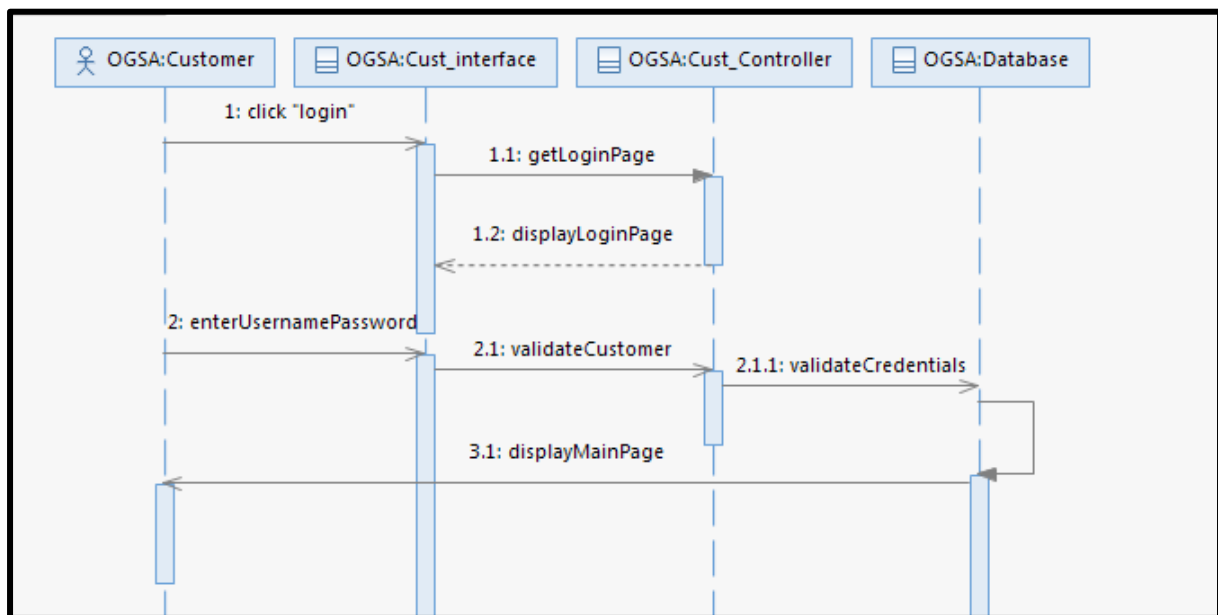 OGSA:Customer
OGSA:Cust_interface
OGSA:Cust_Controller
OGSA:Database
1: click "login"
1.1: getLoginPage
1.2: displayLoginPage
2: enterUsernamePassword
2.1: validateCustomer
2.1.1: validateCredentials
3.1: displayMainPage